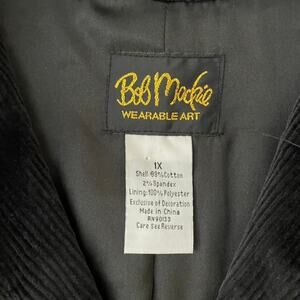 Bob Mackie
WEARABLE ART
1X
Shell: 98% Cotton
2% Spandex
Lining: 100% Polyester
Exclusive of Decoration
Made in China
RN 90133
Care See Reverse